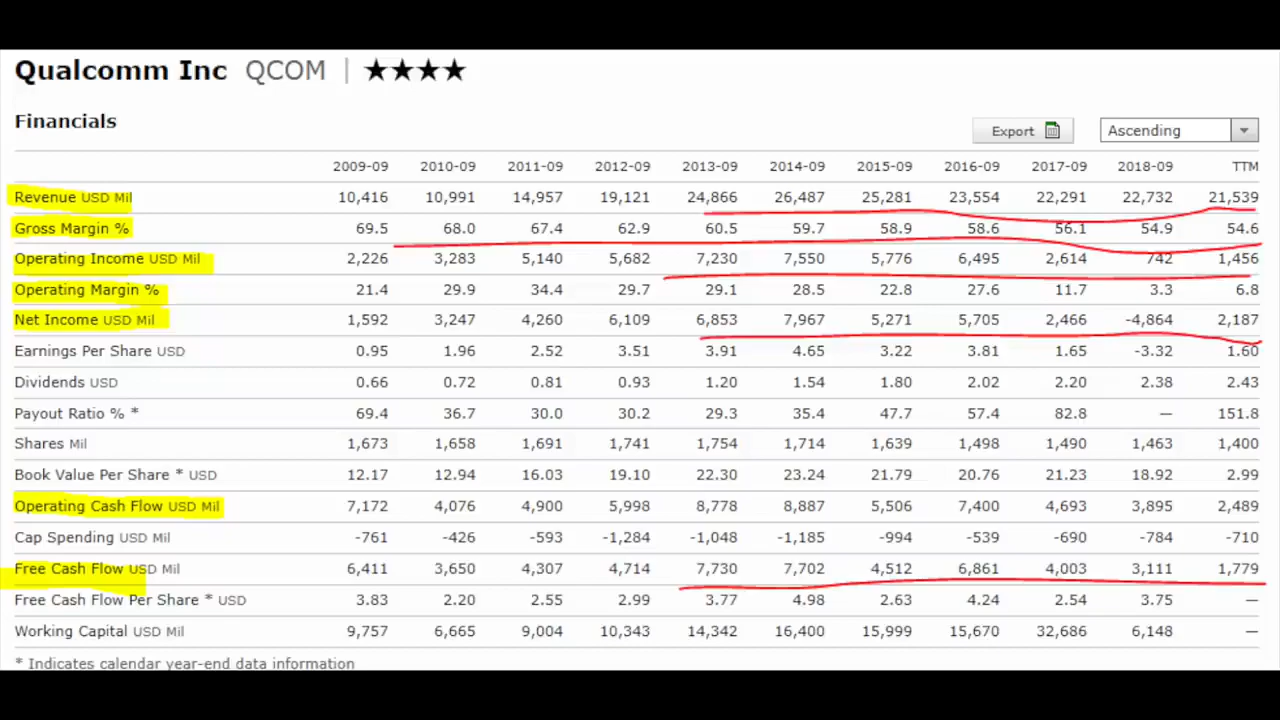 Qualcomm Inc QCOM | ★★★★
Financials
Export Ascending
2009-09 2010-09 2011-09 2012-09 2013-09 2014-09 2015-09 2016-09 2017-09 2018-09 TTM
Revenue USD Mil 10,416 10,991 14,957 19,121 24,866 26,487 25,281 23,554 22,291 22,732 21,539
Gross Margin % 69.5 68.0 67.4 62.9 60.5 59.7 58.9 58.6 56.1 54.9 54.6
Operating Income USD Mil 2,226 3,283 5,140 5,682 7,230 7,550 5,776 6,495 2,614 742 1,456
Operating Margin % 21.4 29.9 34.4 29.7 29.1 28.5 22.8 27.6 11.7 3.3 6.8
Net Income USD Mil 1,592 3,247 4,260 6,109 6,853 7,967 5,271 5,705 2,466 -4,864 2,187
Earnings Per Share USD 0.95 1.96 2.52 3.51 3.91 4.65 3.22 3.81 1.65 -3.32 1.60
Dividends USD 0.66 0.72 0.81 0.93 1.20 1.54 1.80 2.02 2.20 2.38 2.43
Payout Ratio % * 69.4 36.7 30.0 30.2 29.3 35.4 47.7 57.4 82.8 — 151.8
Shares Mil 1,673 1,658 1,691 1,741 1,754 1,714 1,639 1,498 1,490 1,463 1,400
Book Value Per Share * USD 12.17 12.94 16.03 19.10 22.30 23.24 21.79 20.76 21.23 18.92 2.99
Operating Cash Flow USD Mil 7,172 4,076 4,900 5,998 8,778 8,887 5,506 7,400 4,693 3,895 2,489
Cap Spending USD Mil -761 -426 -593 -1,284 -1,048 -1,185 -994 -539 -690 -784 -710
Free Cash Flow USD Mil 6,411 3,650 4,307 4,714 7,730 7,702 4,512 6,861 4,003 3,111 1,779
Free Cash Flow Per Share * USD 3.83 2.20 2.55 2.99 3.77 4.98 2.63 4.24 2.54 3.75 —
Working Capital USD Mil 9,757 6,665 9,004 10,343 14,342 16,400 15,999 15,670 32,686 6,148 —
* Indicates calendar year-end data information